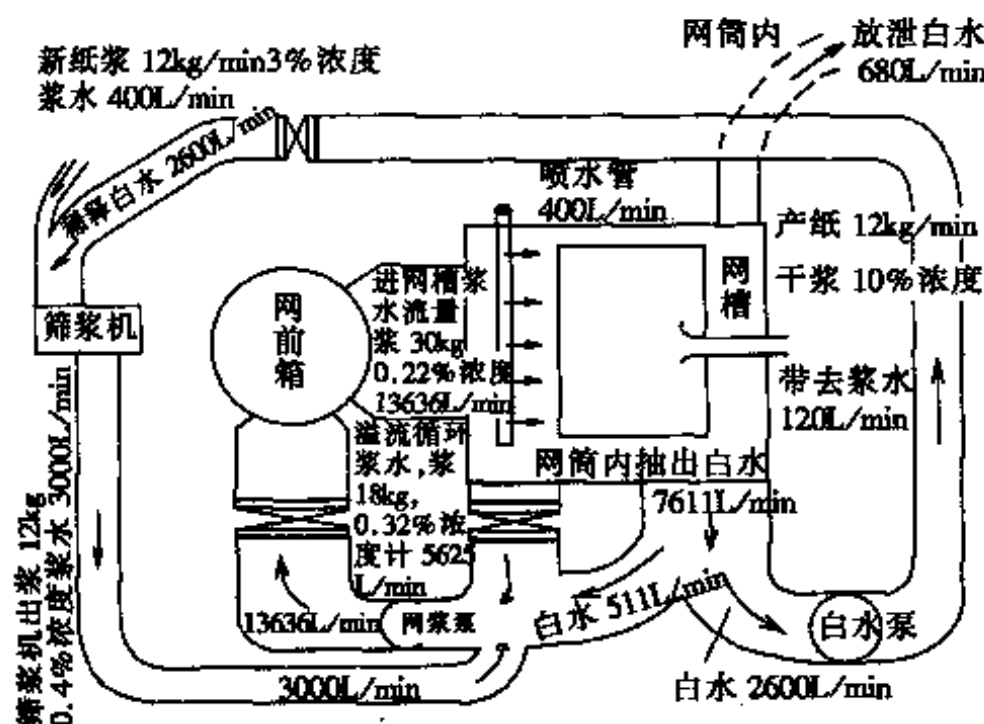 新纸浆 12kg/min3% 浓度
浆水 400L/min
稀释白水 2600L/min
网筒内
放泄白水
680L/min
喷水管
400L/min
产纸 12kg/min
干浆 10% 浓度
网槽
带去浆水
120L/min
筛浆机
网前箱
进网槽浆
水流量
浆 30kg
0.22% 浓度
13636L/min
溢流循环
浆水,浆
18kg,
0.32% 浓
度计 5625
L/min
网筒内抽出白水
7611L/min
筛浆机出浆 12kg
0.4% 浓度浆水 3000L/min
13636L/min
网浆泵
白水 511L/min
白水泵
3000L/min
白水 2600L/min